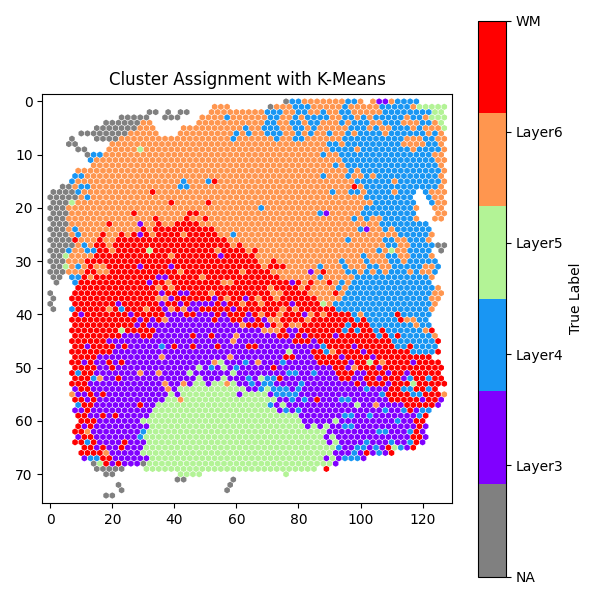 Cluster Assignment with K-Means
0
10
20
30
40
50
60
70
0 20 40 60 80 100 120
WM
Layer6
Layer5
Layer4
Layer3
NA
True Label